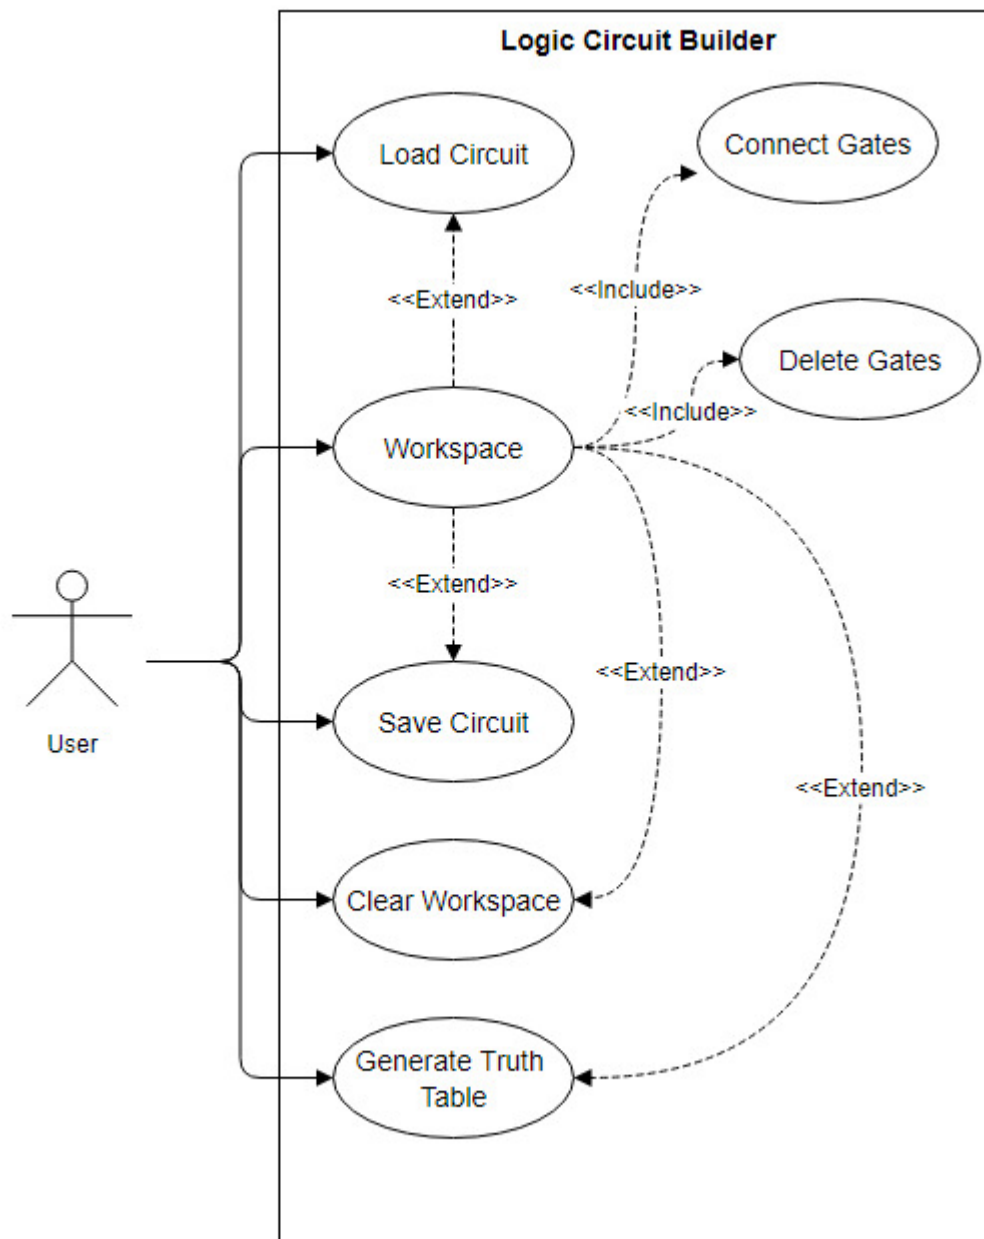 Logic Circuit Builder
Load Circuit
Connect Gates
<<Extend>>
<<Include>>
Delete Gates
<<Include>>
Workspace
<<Extend>>
User
Save Circuit
<<Extend>>
<<Extend>>
Clear Workspace
Generate Truth
Table